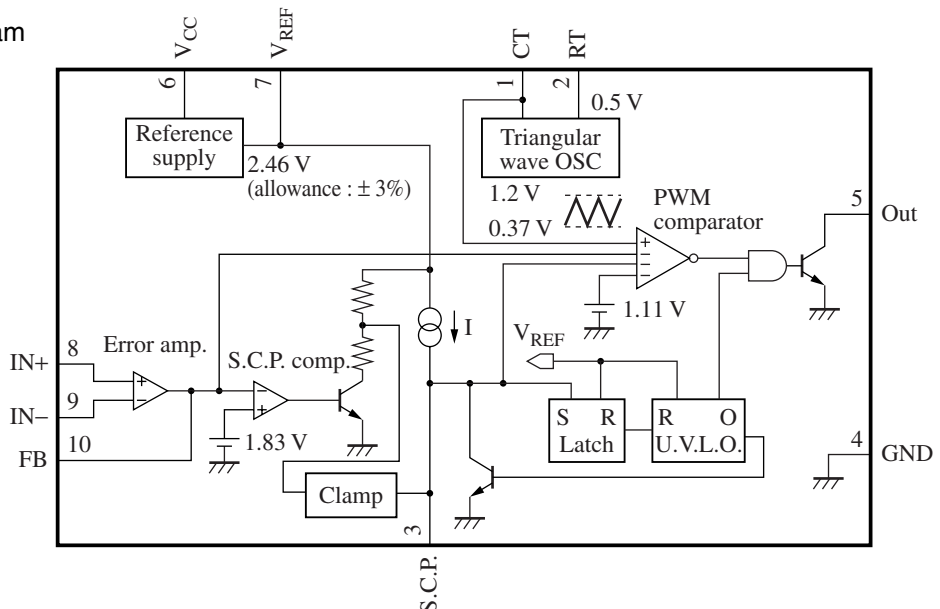 am
VCC
VREF
CT
RT
6
7
1
2
0.5 V
Reference
supply
2.46 V
(allowance : ± 3%)
Triangular
wave OSC
1.2 V
0.37 V
PWM
comparator
5
Out
+
−
−
−
1.11 V
I
VREF
8
IN+
Error amp.
S.C.P. comp.
9
IN−
+
−
−
+
10
FB
1.83 V
S R
Latch
R O
U.V.L.O.
4
GND
Clamp
3
S.C.P.